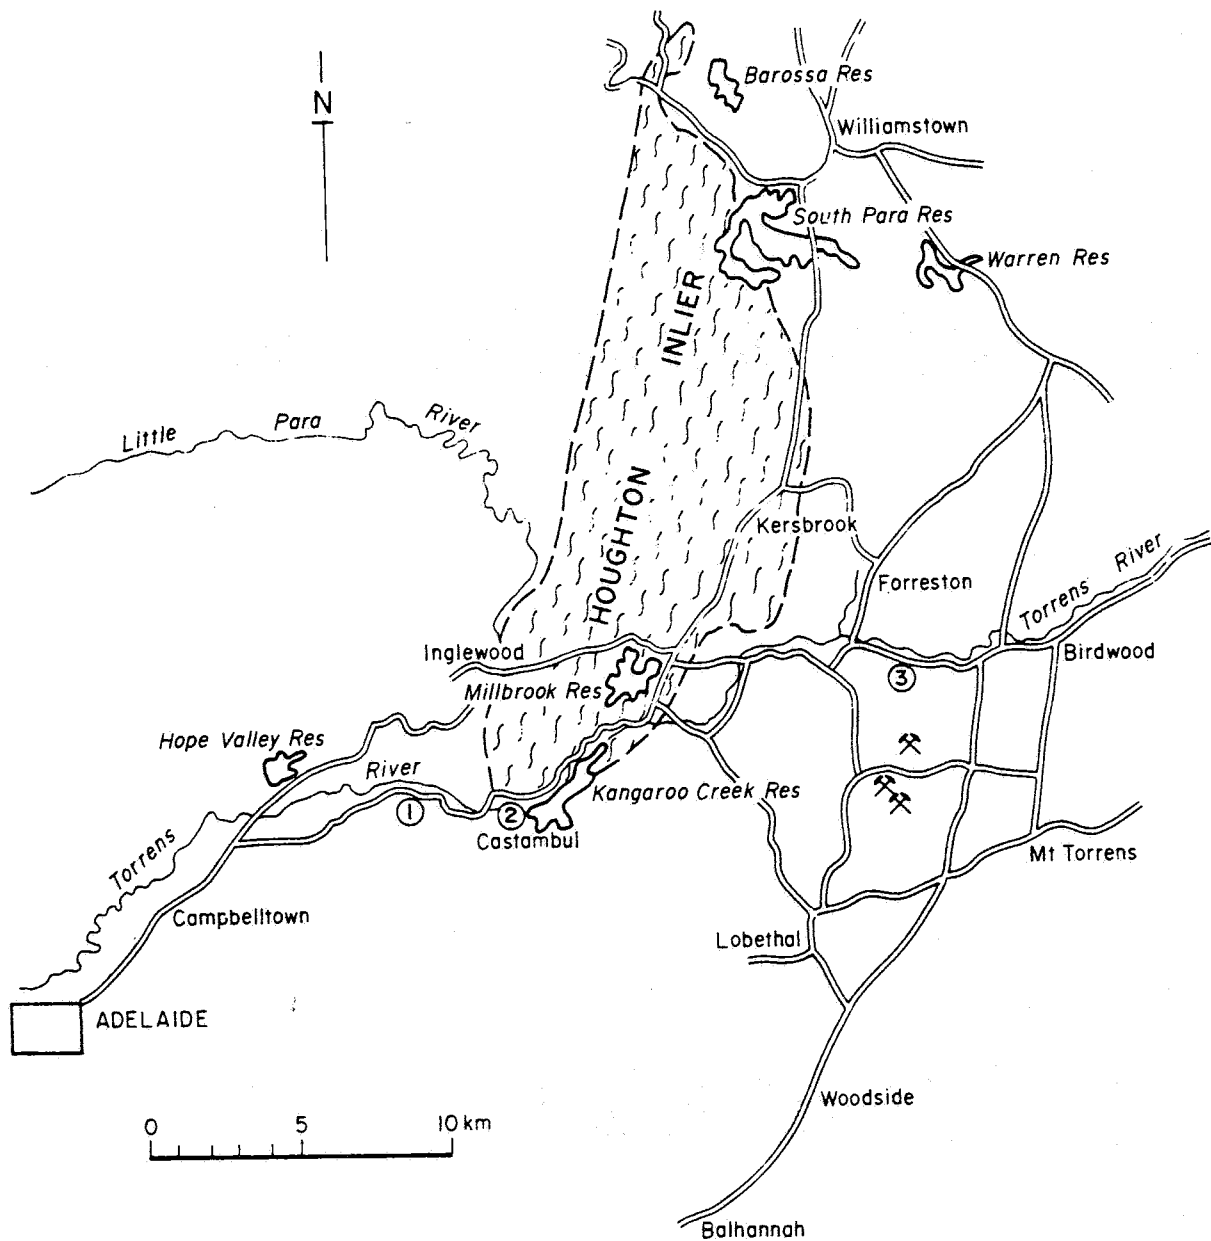 Barossa Res
N
Williamstown
South Para Res
Warren Res
INLIER
Little Para River
HOUGHTON
Kersbrook
Torrens River
Forreston
Inglewood
Birdwood
3
Millbrook Res
Hope Valley Res
River
Kangaroo Creek Res
1
2
Castambul
Torrens
Mt Torrens
Campbelltown
Lobethal
ADELAIDE
Woodside
0 5 10 km
Balhannah